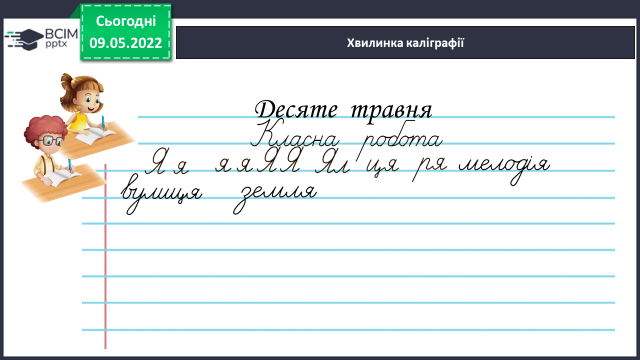 Сьогодні
09.05.2022
ВСІМ
pptx
Хвилинка каліграфії
Десяте травня
Класна робота
Я я я я Я Я Ял ця ря мелодія
вулиця земля